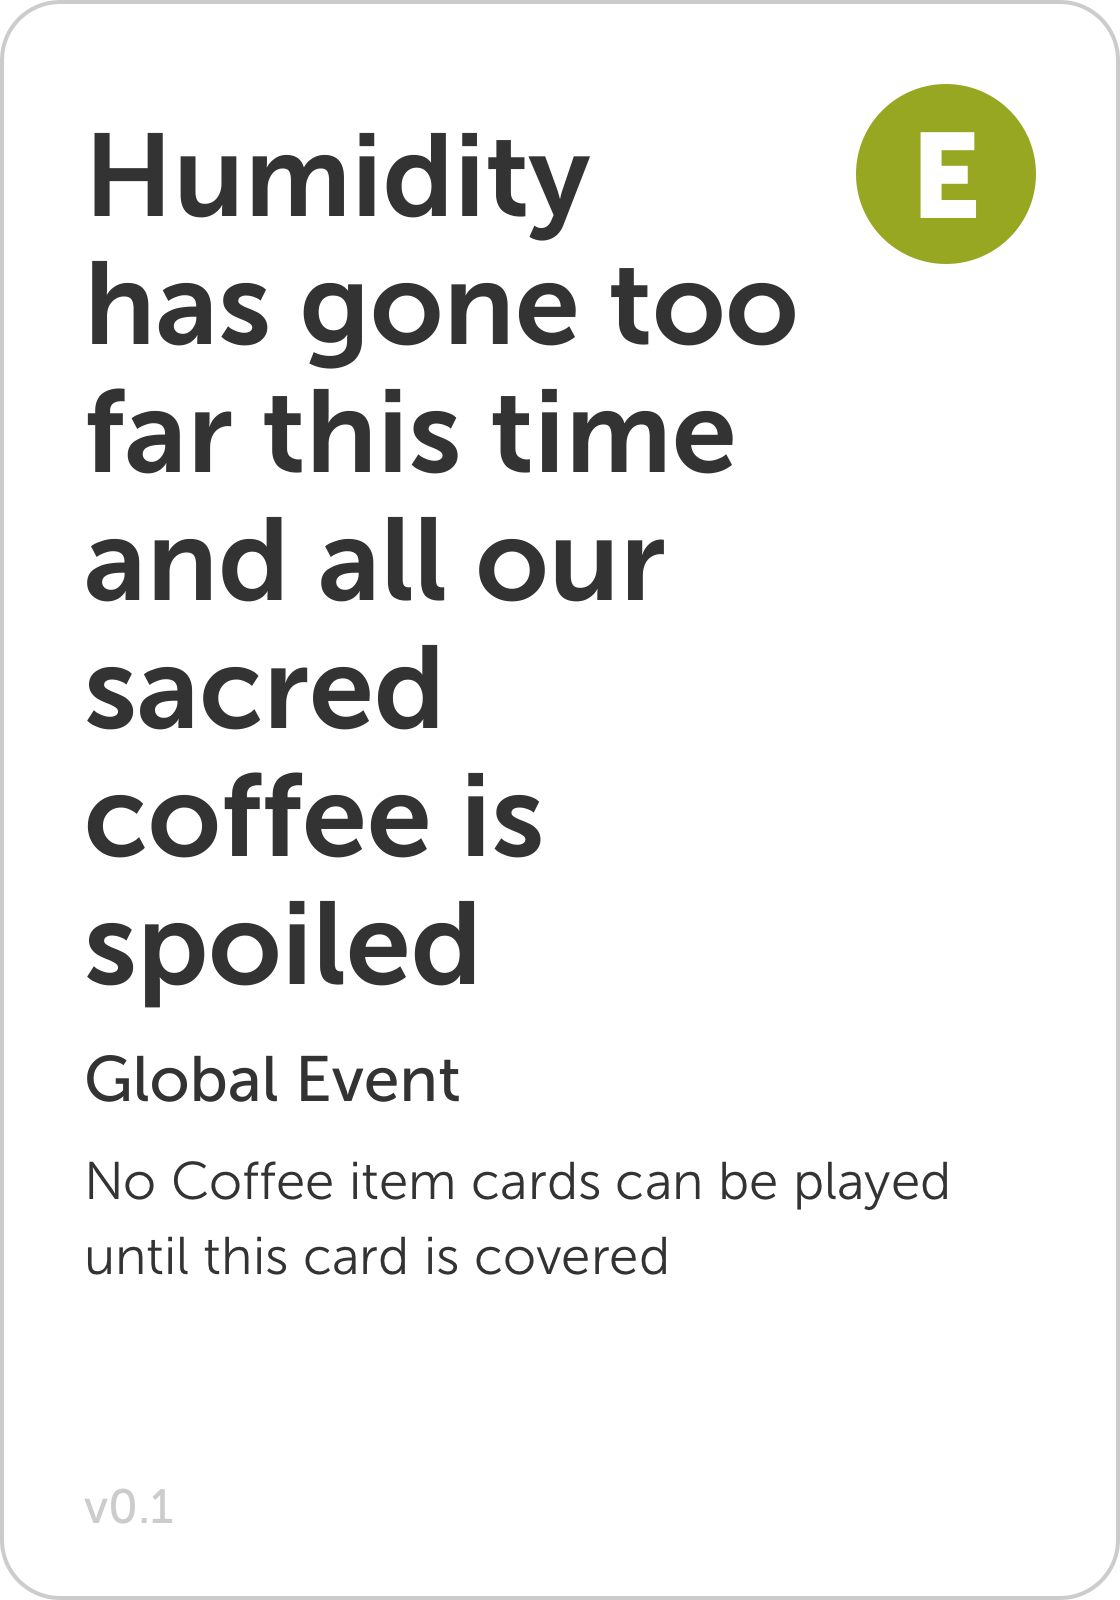 Humidity
has gone too
far this time
and all our
sacred
coffee is
spoiled
E
Global Event
No Coffee item cards can be played
until this card is covered
v0.1